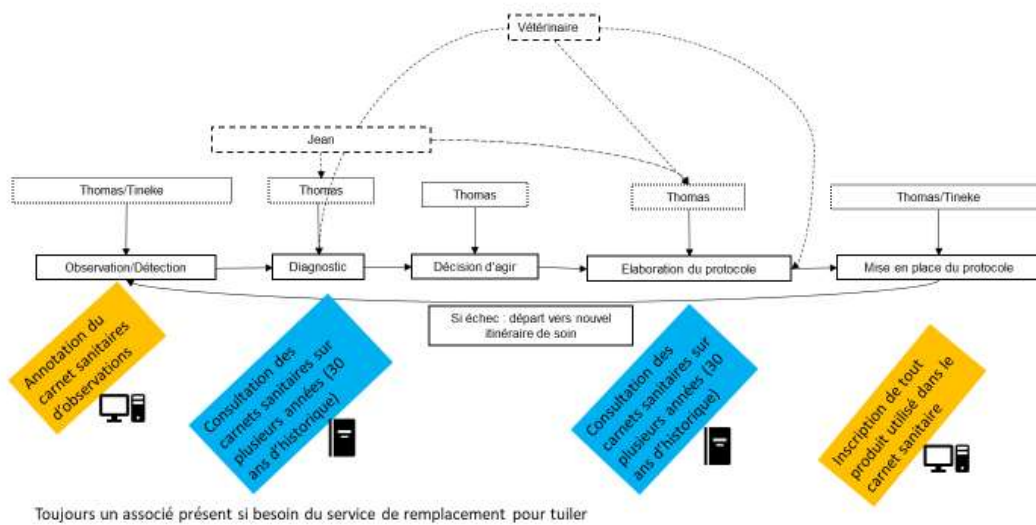 Vétérinaire
Jean
Thomas/Tineke
Thomas
Thomas
Thomas
Thomas/Tineke
Observation/Détection
Diagnostic
Décision d'agir
Elaboration du protocole
Mise en place du protocole
Si échec : départ vers nouvel
itinéraire de soin
Annotation du
carnet sanitaires
d'observations
Consultation des
carnets sanitaires sur
plusieurs années (30
ans d'historique)
Consultation des
carnets sanitaires sur
plusieurs années (30
ans d'historique)
Inscription de tout
produit utilisé dans le
carnet sanitaire
Toujours un associé présent si besoin du service de remplacement pour tuiler